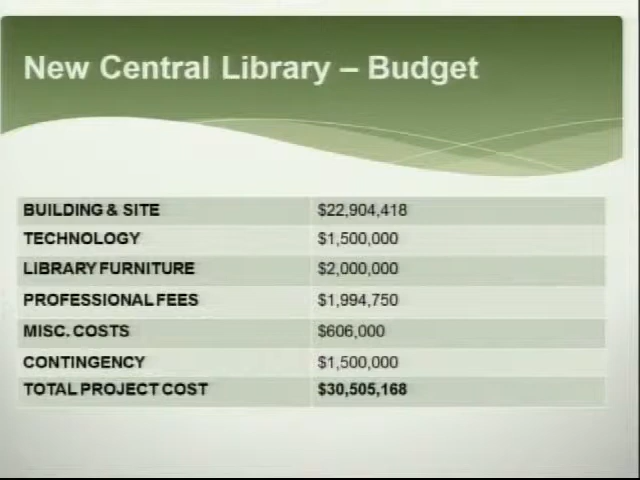 New Central Library – Budget
BUILDING & SITE $22,904,418
TECHNOLOGY $1,500,000
LIBRARY FURNITURE $2,000,000
PROFESSIONAL FEES $1,994,750
MISC. COSTS $606,000
CONTINGENCY $1,500,000
TOTAL PROJECT COST $30,505,168